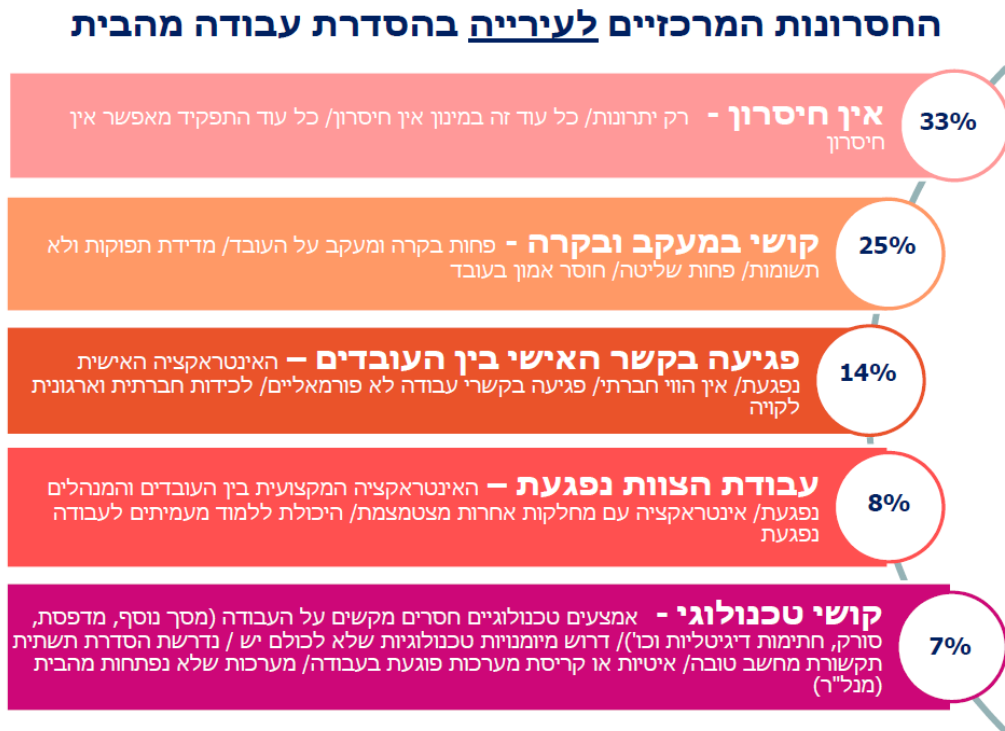 החסרונות המרכזיים לעירייה בהסדרת עבודה מהבית
33%
אין חיסרון - רק יתרונות/ כל עוד זה במינון אין חיסרון/ כל עוד התפקיד מאפשר אין
חיסרון
25%
קושי במעקב ובקרה - פחות בקרה ומעקב על העובד/ מדידת תפוקות ולא
תשומות/ פחות שליטה/ חוסר אמון בעובד
14%
פגיעה בקשר האישי בין העובדים – האינטראקציה האישית
נפגעת/ אין הווי חברתי/ פגיעה בקשרי עבודה לא פורמאליים/ לכידות חברתית וארגונית
לקויה
8%
עבודת הצוות נפגעת – האינטראקציה המקצועית בין העובדים והמנהלים
נפגעת/ אינטראקציה עם מחלקות אחרות מצטמצמת/ היכולת ללמוד מעמיתים לעבודה
נפגעת
7%
קושי טכנולוגי - אמצעים טכנולוגיים חסרים מקשים על העבודה (מסך נוסף, מדפסת,
סורק, חתימות דיגיטליות וכו')/ דרוש מיומנויות טכנולוגיות שלא לכולם יש / נדרשת הסדרת תשתית
תקשורת מחשב טובה/ איטיות או קריסת מערכות פוגעת בעבודה/ מערכות שלא נפתחות מהבית
(מנל"ר)